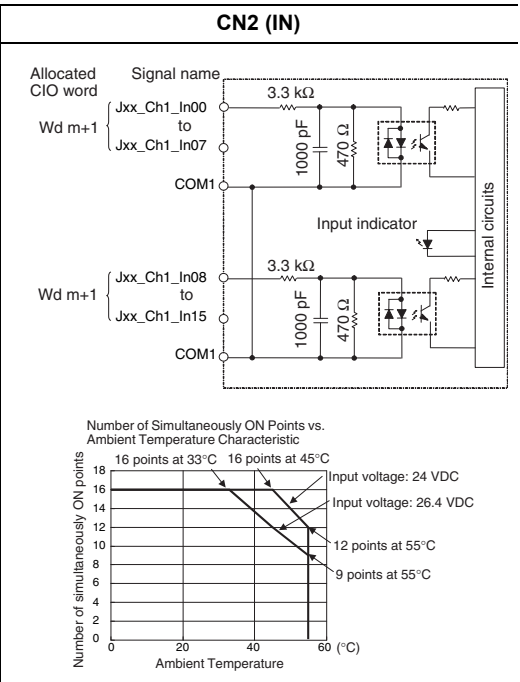 CN2 (IN)
Allocated CIO word
Signal name
Wd m+1
Jxx_Ch1_In00
to
Jxx_Ch1_In07
COM1
3.3 kΩ
1000 pF
470 Ω
Input indicator
Internal circuits
Wd m+1
Jxx_Ch1_In08
to
Jxx_Ch1_In15
COM1
3.3 kΩ
1000 pF
470 Ω
Number of Simultaneously ON Points vs.
Ambient Temperature Characteristic
16 points at 33°C 16 points at 45°C
Input voltage: 24 VDC
Input voltage: 26.4 VDC
12 points at 55°C
9 points at 55°C
Number of simultaneously ON points
18
16
14
12
10
8
6
4
2
0
0 20 40 60 (°C)
Ambient Temperature